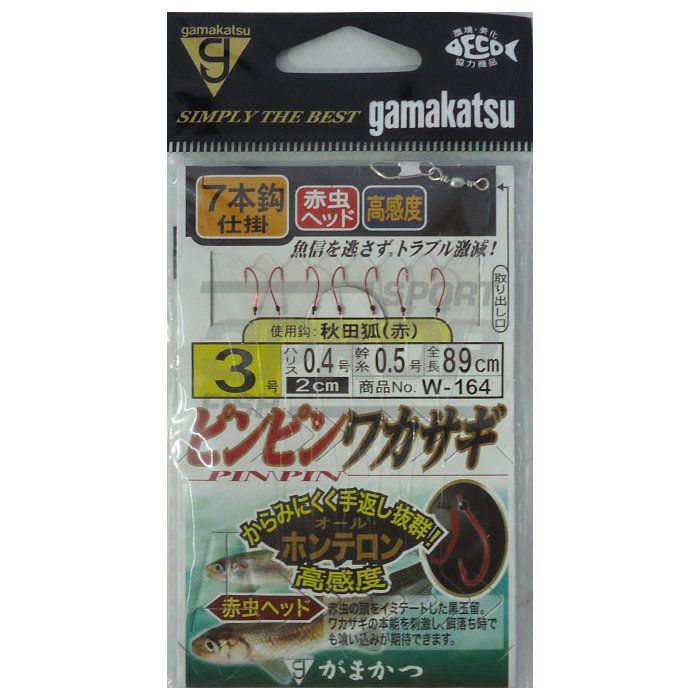 gamakatsu
g
環境・美化
ECO
協力商品
SIMPLY THE BEST
gamakatsu
7本鈎
仕掛
赤虫
ヘッド
高感度
魚信を逃さず、トラブル激減！
取り出し口
SPORT
使用鈎：秋田狐(赤)
3号
ハリス 0.4号
2cm
幹糸 0.5号
全長 89cm
商品No. W-164
FISH
ピンピンワカサギ
PINPIN
からみにくく手返し抜群！！
オール
ホンテロン
高感度
赤虫ヘッド
赤虫の頭をイミテートした黒玉留。
ワカサギの本能を刺激し、餌落ち時で
も喰い込みが期待できます。
g がまかつ